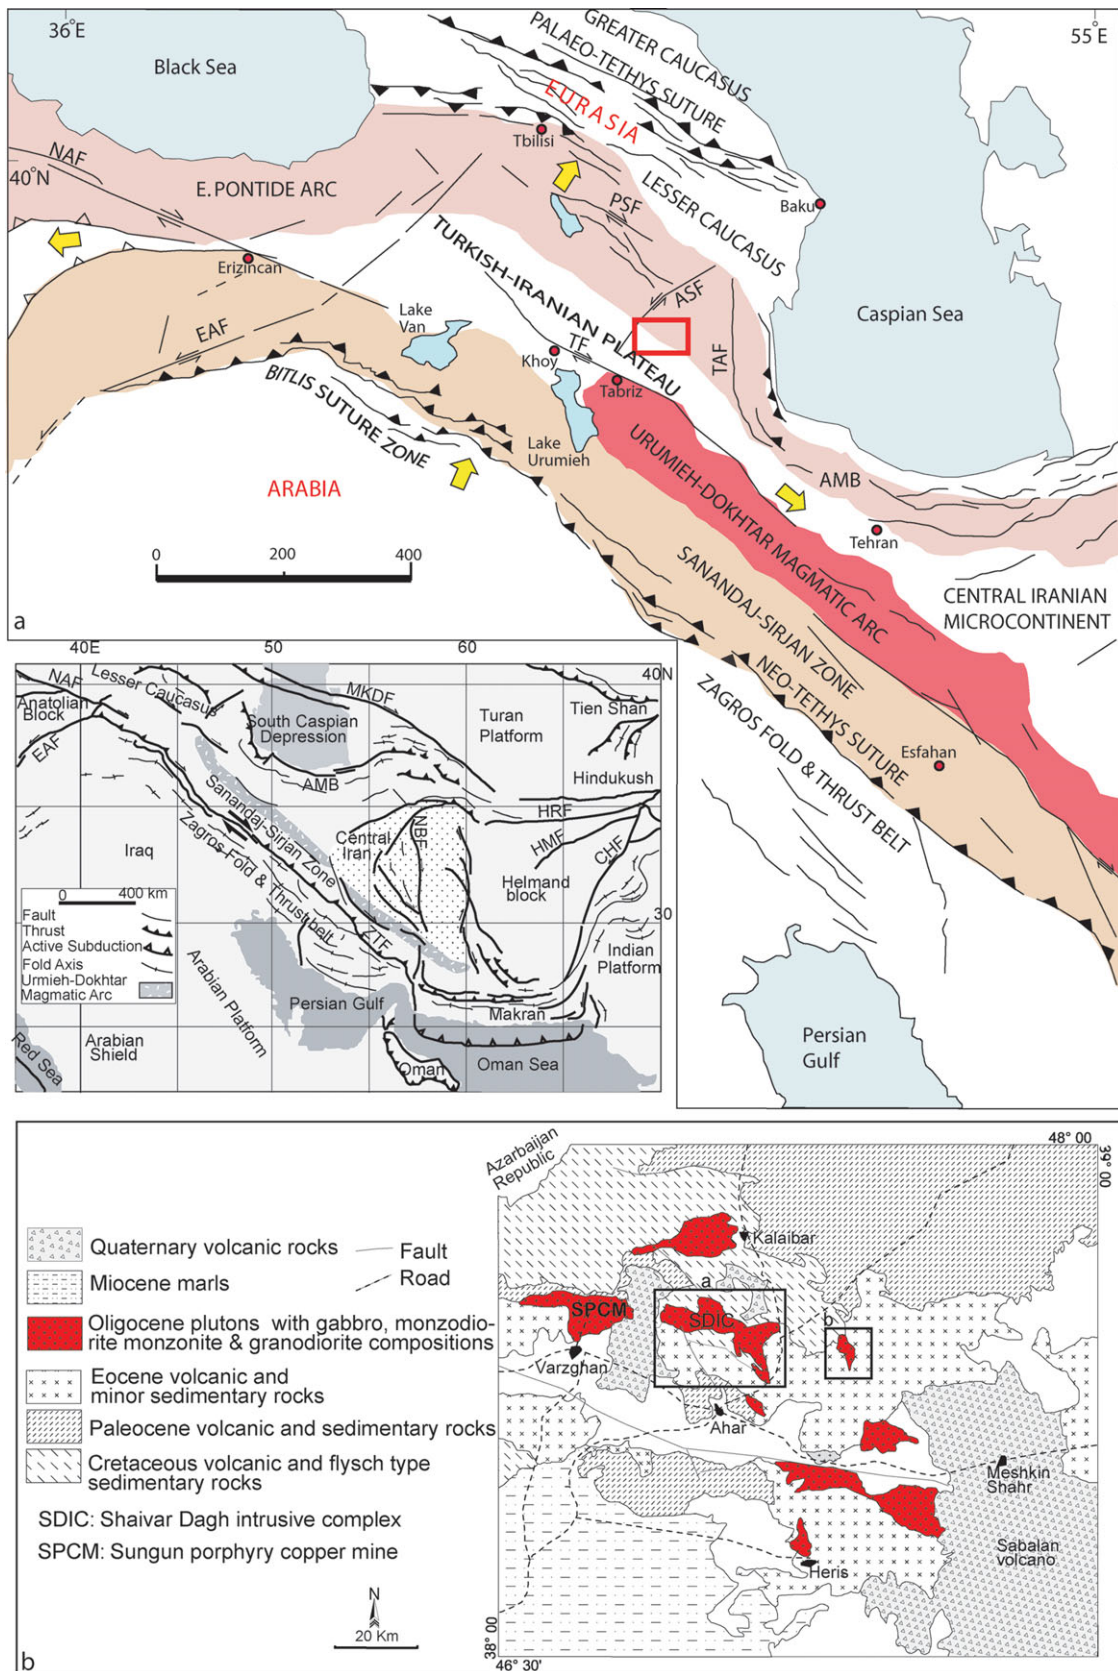 36°E
55°E
Black Sea
GREATER CAUCASUS
PALAEO-TETHYS SUTURE
EURASIA
Tbilisi
NAF
40°N
E. PONTIDE ARC
LESSER CAUCASUS
Baku
PSF
Erizincan
TURKISH-IRANIAN PLATEAU
ASF
Caspian Sea
Lake
Van
EAF
TF
Khoy
TAF
Tabriz
BITLIS SUTURE ZONE
Lake
Urumieh
ARABIA
URUMIEH-DOKHTAR MAGMATIC ARC
AMB
Tehran
0
200
400
SANANDAJ-SIRJAN ZONE
CENTRAL IRANIAN
MICROCONTINENT
NEO-TETHYS SUTURE
ZAGROS FOLD & THRUST BELT
Esfahan
Persian
Gulf
a
40E
50
60
40N
NAF
Lesser Caucasus
MKDF
Anatolian
Block
South Caspian
Depression
Turan
Platform
Tien Shan
EAF
AMB
Hindukush
Sanandaj-Sirjan Zone
HRF
NBF
Central
Iran
HMF
CHF
Iraq
Zagros Fold & Thrust belt
Helmand
block
0
400 km
30
Fault
Thrust
Active Subduction
Fold Axis
Urmieh-Dokhtar
Magmatic Arc
ZTF
Indian
Platform
Arabian Platform
Persian Gulf
Makran
Red Sea
Arabian
Shield
Oman
Oman Sea
48° 00
39° 00
Azarbaijan
Republic
Quaternary volcanic rocks
Fault
Kalaibar
Miocene marls
Road
a
Oligocene plutons with gabbro, monzodio-
rite monzonite & granodiorite compositions
SPCM
SDIC
b
Varzghan
Eocene volcanic and
minor sedimentary rocks
Ahar
Paleocene volcanic and sedimentary rocks
Cretaceous volcanic and flysch type
sedimentary rocks
Meshkin
Shahr
SDIC: Shaivar Dagh intrusive complex
SPCM: Sungun porphyry copper mine
Sabalan
volcano
Heris
N
20 Km
38° 00
46° 30'
b